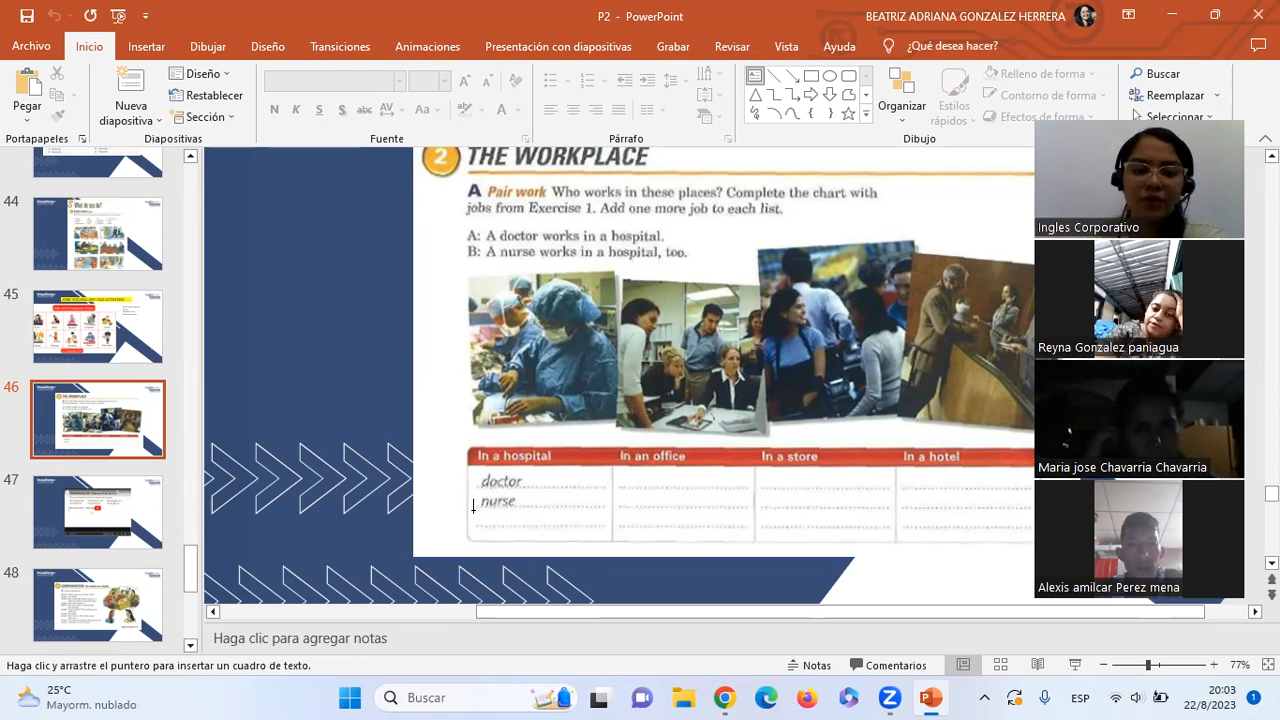 P2 - PowerPoint
BEATRIZ ADRIANA GONZALEZ HERRERA
Archivo Inicio Insertar Dibujar Diseño Transiciones Animaciones Presentación con diapositivas Grabar Revisar Vista Ayuda ¿Qué desea hacer?
Pegar
Portapapeles
Nueva diapositiva
Diseño
Restablecer
Sección
Diapositivas
N K S S abc AV Aa A
Fuente
Párrafo
Organizar
Estilos rápidos
Relleno de forma
Contorno de forma
Efectos de forma
Dibujo
Buscar
Reemplazar
Seleccionar
44
45
46
47
48
2 THE WORKPLACE
A Pair work Who works in these places? Complete the chart with
jobs from Exercise 1. Add one more job to each list.
A: A doctor works in a hospital.
B: A nurse works in a hospital, too.
In a hospital In an office In a store In a hotel
doctor
nurse
Ingles Corporativo
Reyna Gonzalez paniagua
Maria jose Chavarria Chavarria
Alexis amilcar Perez mena
Haga clic para agregar notas
Haga clic y arrastre el puntero para insertar un cuadro de texto.
Notas Comentarios 77%
25°C
Mayorm. nublado
Buscar
ESP
20:03
22/8/2023
1